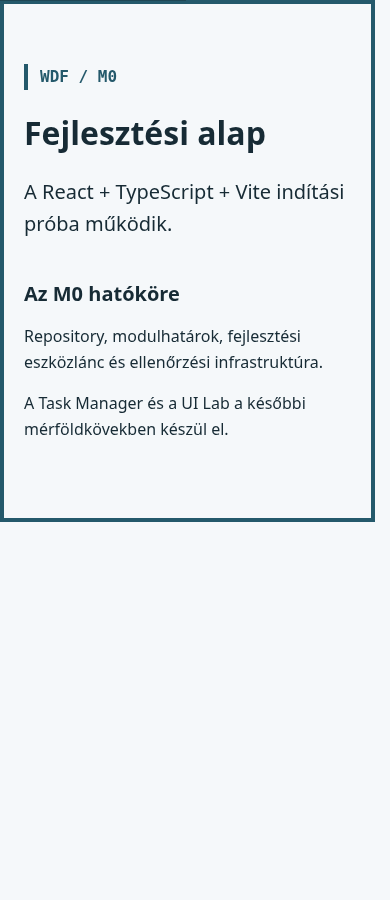 WDF / M0
Fejlesztési alap
A React + TypeScript + Vite indítási
próba működik.
Az M0 hatóköre
Repository, modulhatárok, fejlesztési
eszközlánc és ellenőrzési infrastruktúra.
A Task Manager és a UI Lab a későbbi
mérföldkövekben készül el.